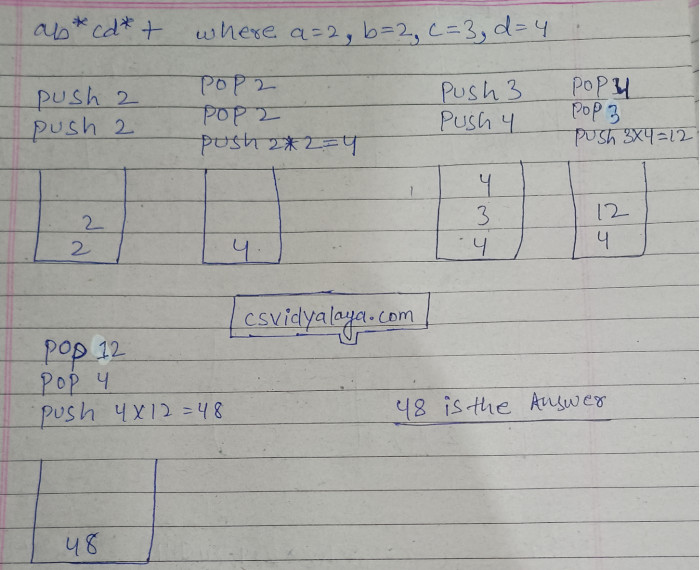 ab*cd*+ where a=2, b=2, c=3, d=4
push 2
push 2
POP 2
POP 2
push 2*2=4
2
2
4
Push 3
Push 4
POP 4
POP 3
Push 3x4=12
4
3
4
12
4
csvidyalaya.com
POP 12
POP 4
push 4x12=48
48 is the Answer
48